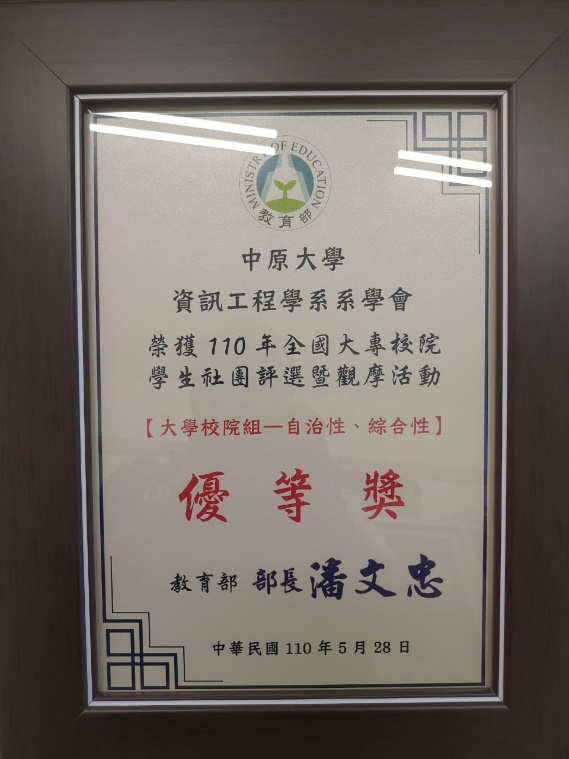 MINISTRY OF EDUCATION
教育部
中原大學
資訊工程學系系學會
榮獲 110 年全國大專校院
學生社團評選暨觀摩活動
【大學校院組—自治性、綜合性】
優等獎
教育部 部長潘文忠
中華民國 110 年 5 月 28 日